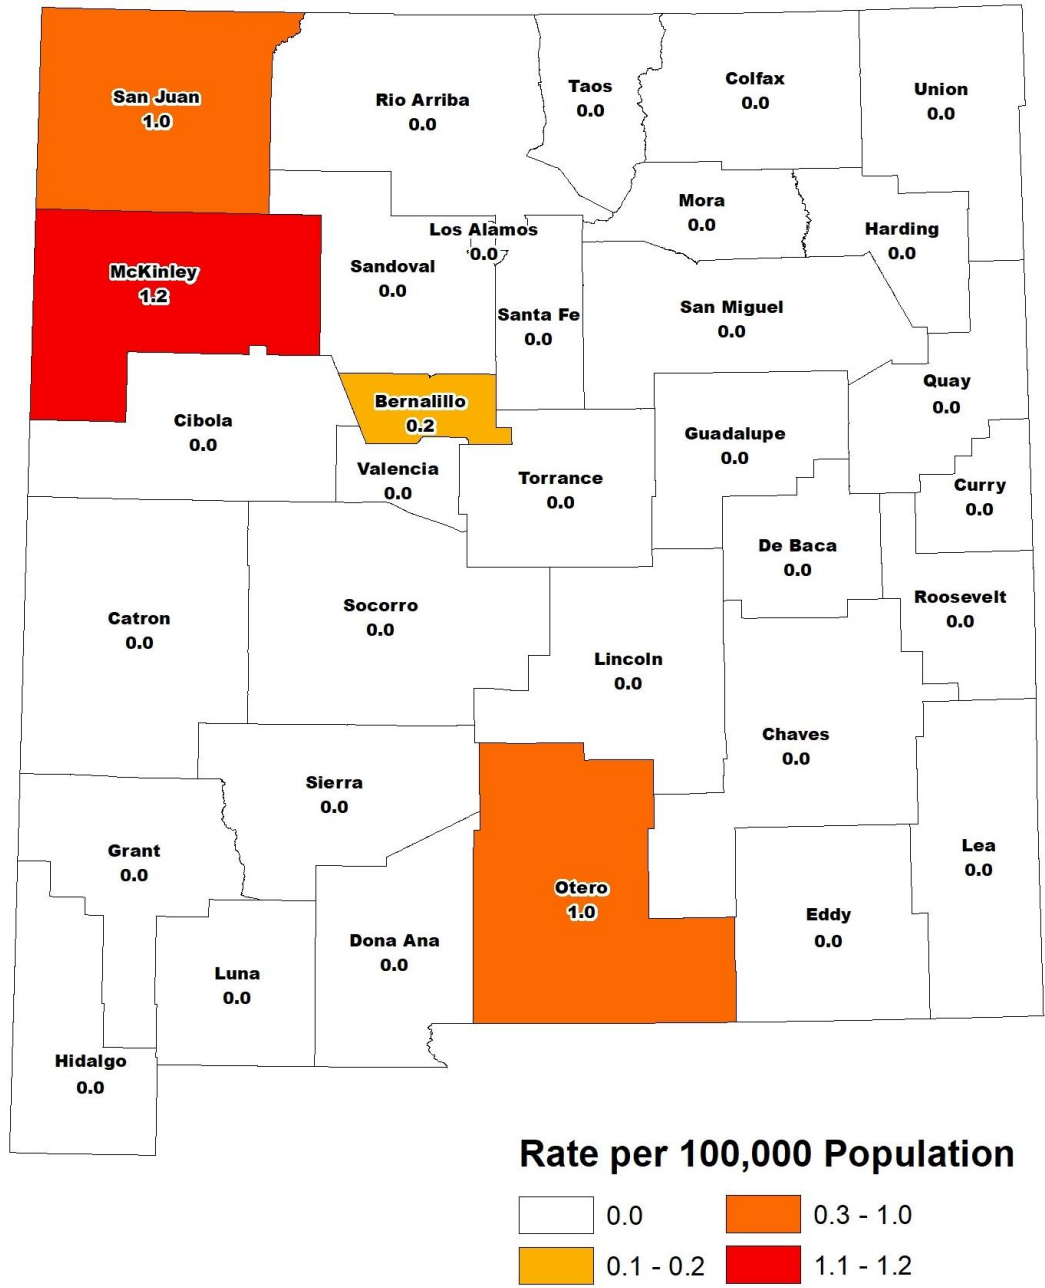 San Juan
1.0
Rio Arriba
0.0
Taos
0.0
Colfax
0.0
Union
0.0
McKinley
1.2
Sandoval
0.0
Los Alamos
0.0
Santa Fe
0.0
Mora
0.0
Harding
0.0
San Miguel
0.0
Quay
0.0
Cibola
0.0
Bernalillo
0.2
Valencia
0.0
Torrance
0.0
Guadalupe
0.0
Curry
0.0
De Baca
0.0
Roosevelt
0.0
Catron
0.0
Socorro
0.0
Lincoln
0.0
Chaves
0.0
Sierra
0.0
Grant
0.0
Otero
1.0
Lea
0.0
Eddy
0.0
Dona Ana
0.0
Luna
0.0
Hidalgo
0.0
Rate per 100,000 Population
0.0
0.3 - 1.0
0.1 - 0.2
1.1 - 1.2